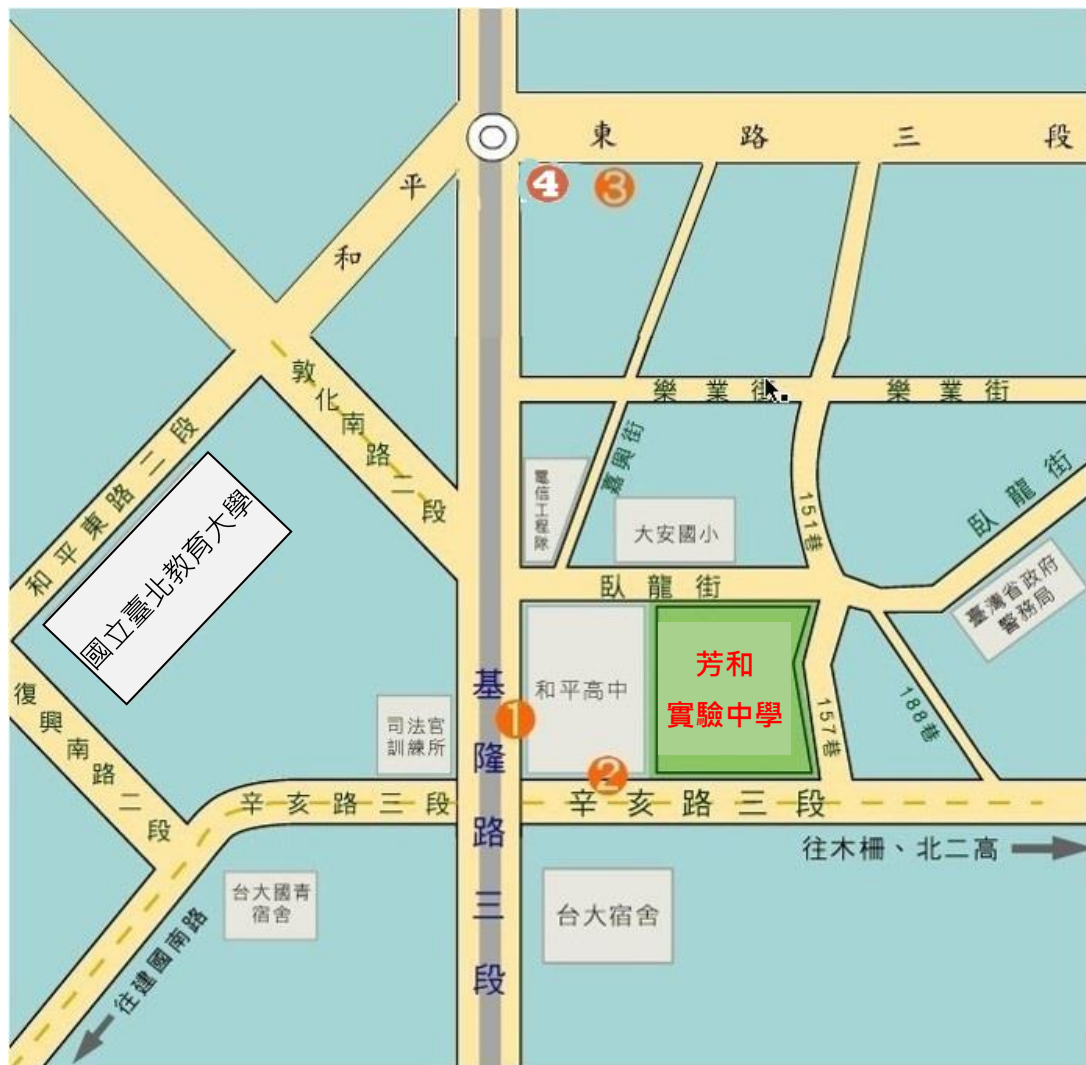 東路三段
和平
4
3
敦化南路二段
樂業街
樂業街
和平東路二段
國立臺北教育大學
電信工程隊
嘉興街
大安國小
151巷
臥龍街
臥龍街
臺灣省政府
警務局
復興南路二段
司法官
訓練所
基隆路三段
1
和平高中
芳和
實驗中學
157巷
188巷
2
辛亥路三段
辛亥路三段
往木柵、北二高
台大國青
宿舍
台大宿舍
往建國南路